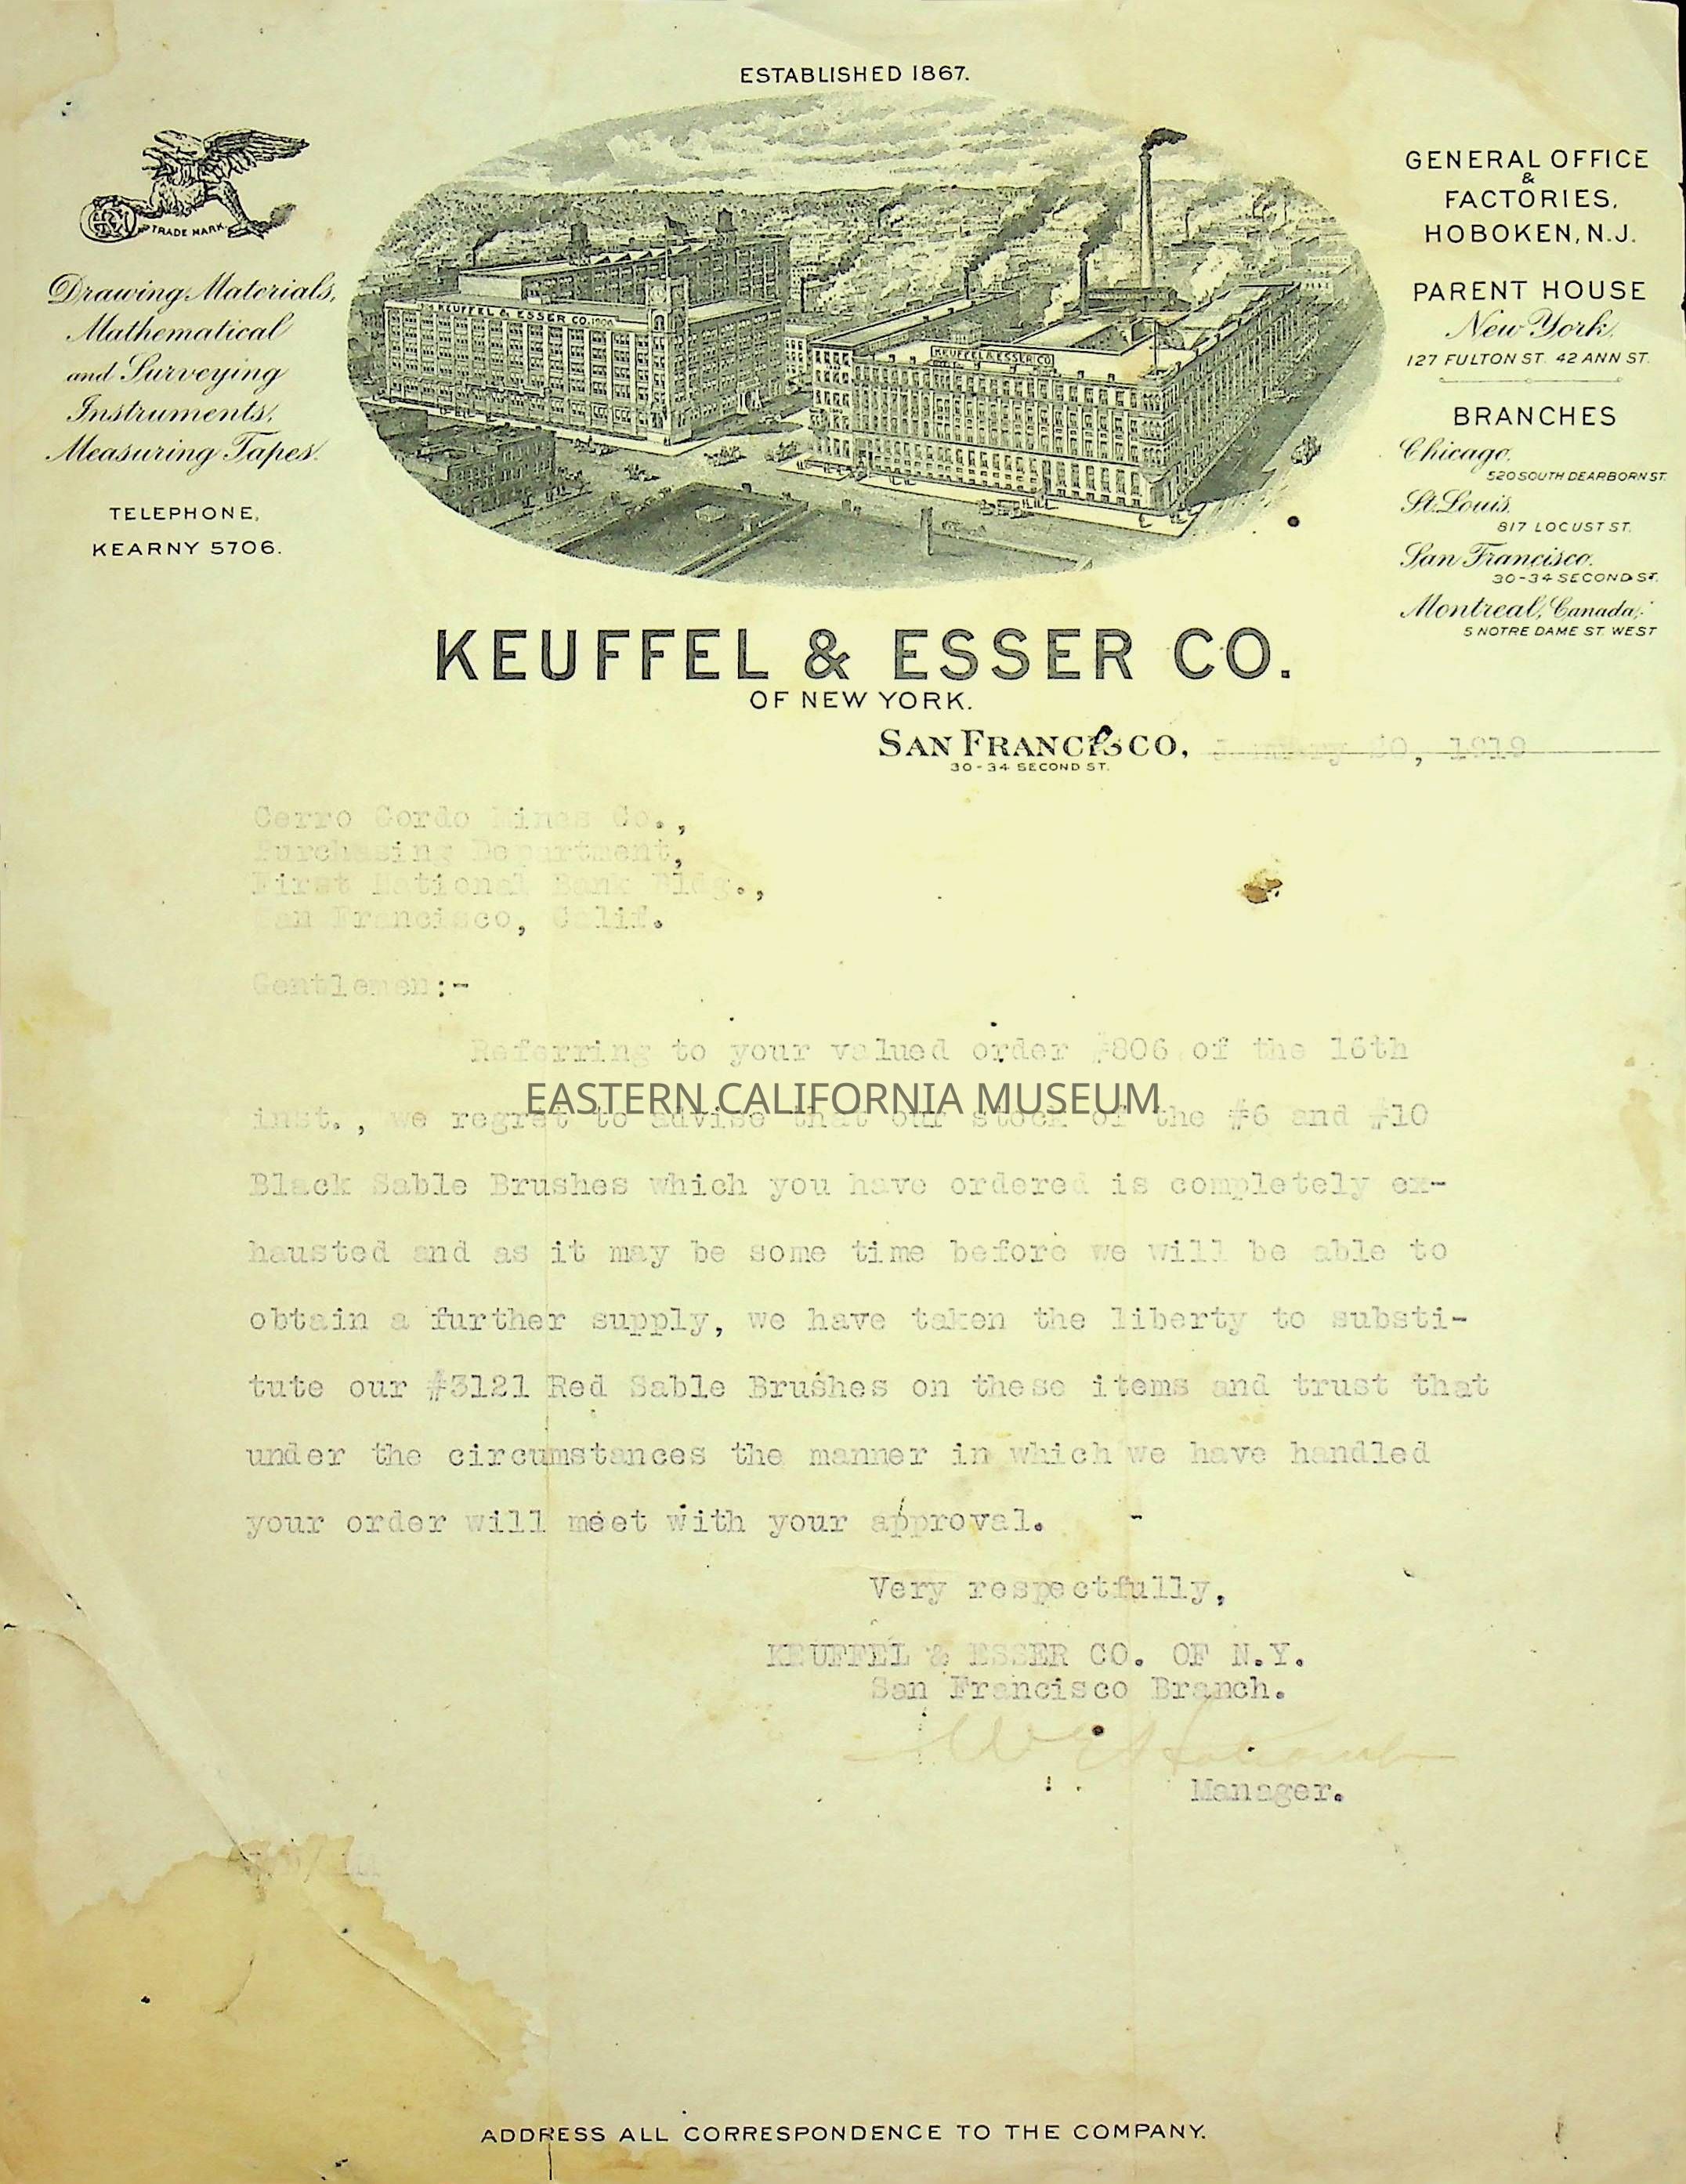 ESTABLISHED 1867.
TRADE MARK
Drawing Materials,
Mathematical
and Surveying
Instruments,
Measuring Tapes.
TELEPHONE,
KEARNY 5706.
KEUFFEL & ESSER CO.
KEUFFEL & ESSER CO.
GENERAL OFFICE
&
FACTORIES,
HOBOKEN, N.J.
PARENT HOUSE
New York,
127 FULTON ST. 42 ANN ST.
BRANCHES
Chicago,
520 SOUTH DEARBORN ST.
St. Louis,
817 LOCUST ST.
San Francisco,
30-34 SECOND ST.
Montreal, Canada,
5 NOTRE DAME ST. WEST
KEUFFEL & ESSER CO.
OF NEW YORK.
SAN FRANCISCO, January 20, 1919
30-34 SECOND ST.
Cerro Gordo Mines Co.,
Purchasing Department,
First National Bank Bldg.,
San Francisco, Calif.
Gentlemen:-
Referring to your valued order #806 of the 16th
EASTERN CALIFORNIA MUSEUM
inst., we regret to advise that our stock of the #6 and #10
Black Sable Brushes which you have ordered is completely ex-
hausted and as it may be some time before we will be able to
obtain a further supply, we have taken the liberty to substi-
tute our #3121 Red Sable Brushes on these items and trust that
under the circumstances the manner in which we have handled
your order will meet with your approval.
Very respectfully,
KEUFFEL & ESSER CO. OF N.Y.
San Francisco Branch.
Manager.
ADDRESS ALL CORRESPONDENCE TO THE COMPANY.